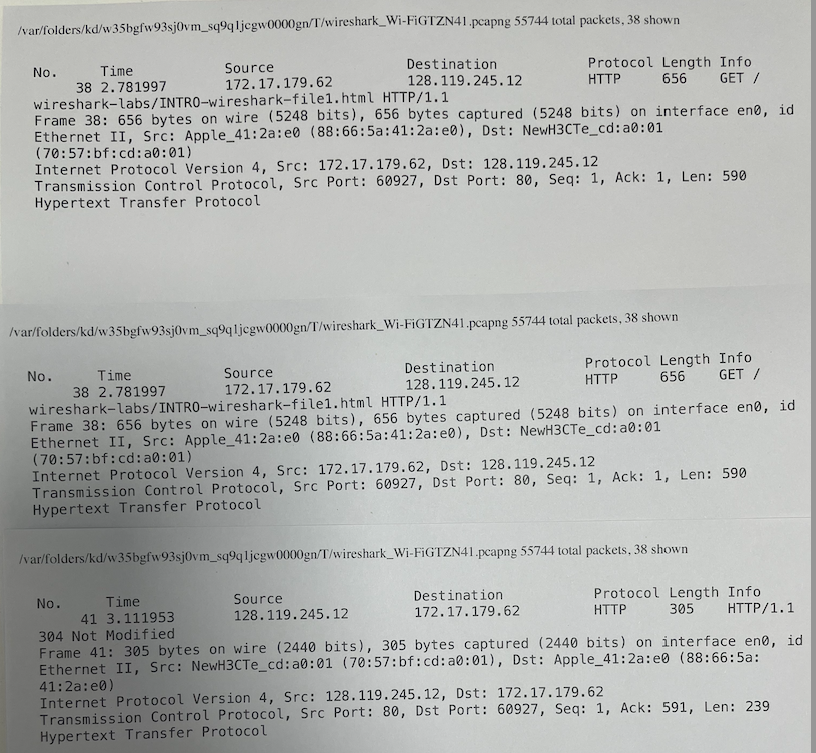 /var/folders/kd/w35bgfw93sj0vm_sq9q1jcgw0000gn/T/wireshark_Wi-FiGTZN41.pcapng 55744 total packets, 38 shown
No. Time Source Destination Protocol Length Info
38 2.781997 172.17.179.62 128.119.245.12 HTTP 656 GET /
wireshark-labs/INTRO-wireshark-file1.html HTTP/1.1
Frame 38: 656 bytes on wire (5248 bits), 656 bytes captured (5248 bits) on interface en0, id
Ethernet II, Src: Apple_41:2a:e0 (88:66:5a:41:2a:e0), Dst: NewH3CTe_cd:a0:01
(70:57:bf:cd:a0:01)
Internet Protocol Version 4, Src: 172.17.179.62, Dst: 128.119.245.12
Transmission Control Protocol, Src Port: 60927, Dst Port: 80, Seq: 1, Ack: 1, Len: 590
Hypertext Transfer Protocol
/var/folders/kd/w35bgfw93sj0vm_sq9q1jcgw0000gn/T/wireshark_Wi-FiGTZN41.pcapng 55744 total packets, 38 shown
No. Time Source Destination Protocol Length Info
38 2.781997 172.17.179.62 128.119.245.12 HTTP 656 GET /
wireshark-labs/INTRO-wireshark-file1.html HTTP/1.1
Frame 38: 656 bytes on wire (5248 bits), 656 bytes captured (5248 bits) on interface en0, id
Ethernet II, Src: Apple_41:2a:e0 (88:66:5a:41:2a:e0), Dst: NewH3CTe_cd:a0:01
(70:57:bf:cd:a0:01)
Internet Protocol Version 4, Src: 172.17.179.62, Dst: 128.119.245.12
Transmission Control Protocol, Src Port: 60927, Dst Port: 80, Seq: 1, Ack: 1, Len: 590
Hypertext Transfer Protocol
/var/folders/kd/w35bgfw93sj0vm_sq9q1jcgw0000gn/T/wireshark_Wi-FiGTZN41.pcapng 55744 total packets, 38 shown
No. Time Source Destination Protocol Length Info
41 3.111953 128.119.245.12 172.17.179.62 HTTP 305 HTTP/1.1
304 Not Modified
Frame 41: 305 bytes on wire (2440 bits), 305 bytes captured (2440 bits) on interface en0, id
Ethernet II, Src: NewH3CTe_cd:a0:01 (70:57:bf:cd:a0:01), Dst: Apple_41:2a:e0 (88:66:5a:
41:2a:e0)
Internet Protocol Version 4, Src: 128.119.245.12, Dst: 172.17.179.62
Transmission Control Protocol, Src Port: 80, Dst Port: 60927, Seq: 1, Ack: 591, Len: 239
Hypertext Transfer Protocol